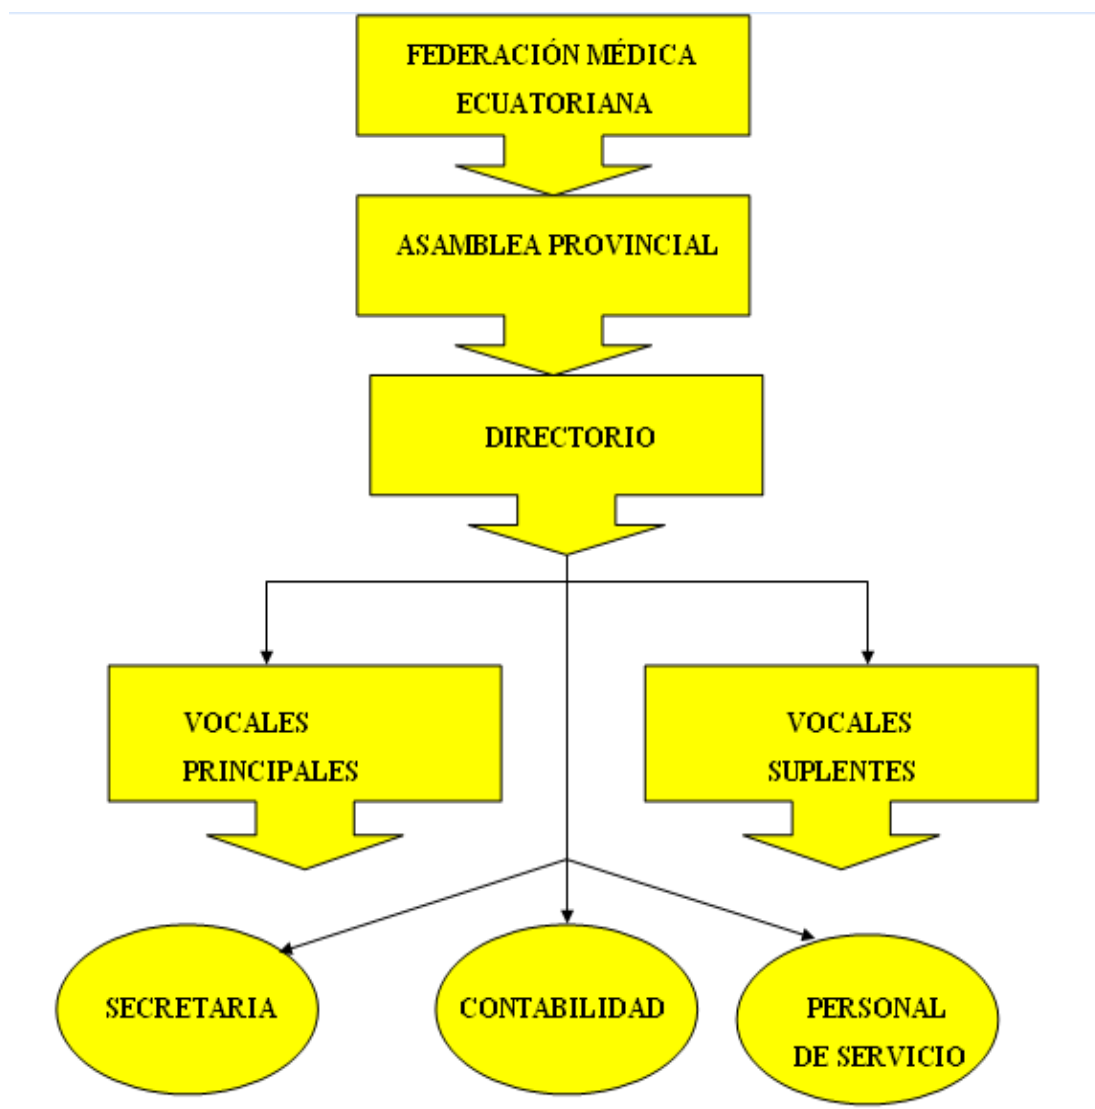 FEDERACIÓN MÉDICA
ECUATORIANA
ASAMBLEA PROVINCIAL
DIRECTORIO
VOCALES
PRINCIPALES
VOCALES
SUPLENTES
SECRETARIA
CONTABILIDAD
PERSONAL
DE SERVICIO